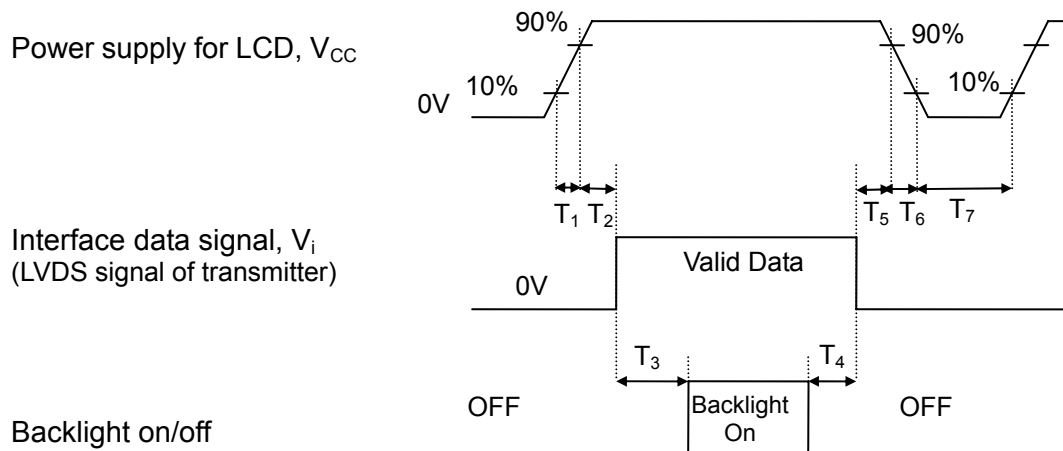 90%
Power supply for LCD, VCC
90%
10%
10%
0V
T1 T2
T5 T6 T7
Interface data signal, Vi
(LVDS signal of transmitter)
Valid Data
0V
T3
T4
OFF
Backlight
On
OFF
Backlight on/off